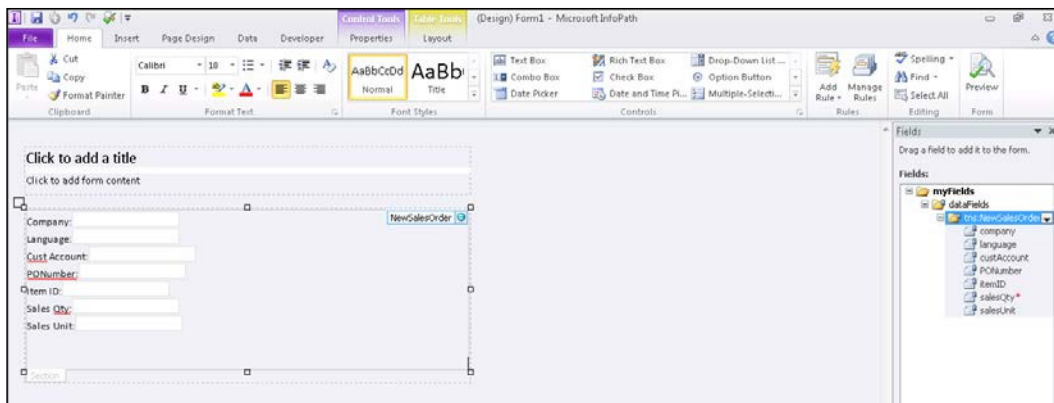 Control Tools Table Tools (Design) Form1 - Microsoft InfoPath
File Home Insert Page Design Data Developer Properties Layout
Paste
Cut
Copy
Format Painter
Clipboard
Calibri 10
B I U
Format Text
AaBbCcDd Normal
AaBb Title
Font Styles
Text Box Rich Text Box Drop-Down List ...
Combo Box Check Box Option Button
Date Picker Date and Time Pi... Multiple-Selecti...
Controls
Add Rule
Manage Rules
Rules
Spelling
Find
Select All
Editing
Preview
Form
Click to add a title
Click to add form content
NewSalesOrder
Company:
Language:
Cust Account:
PONumber:
Item ID:
Sales Qty:
Sales Unit:
Section
Fields
Drag a field to add it to the form.
Fields:
myFields
dataFields
tns:NewSalesOrder
company
language
custAccount
PONumber
itemID
salesQty *
salesUnit